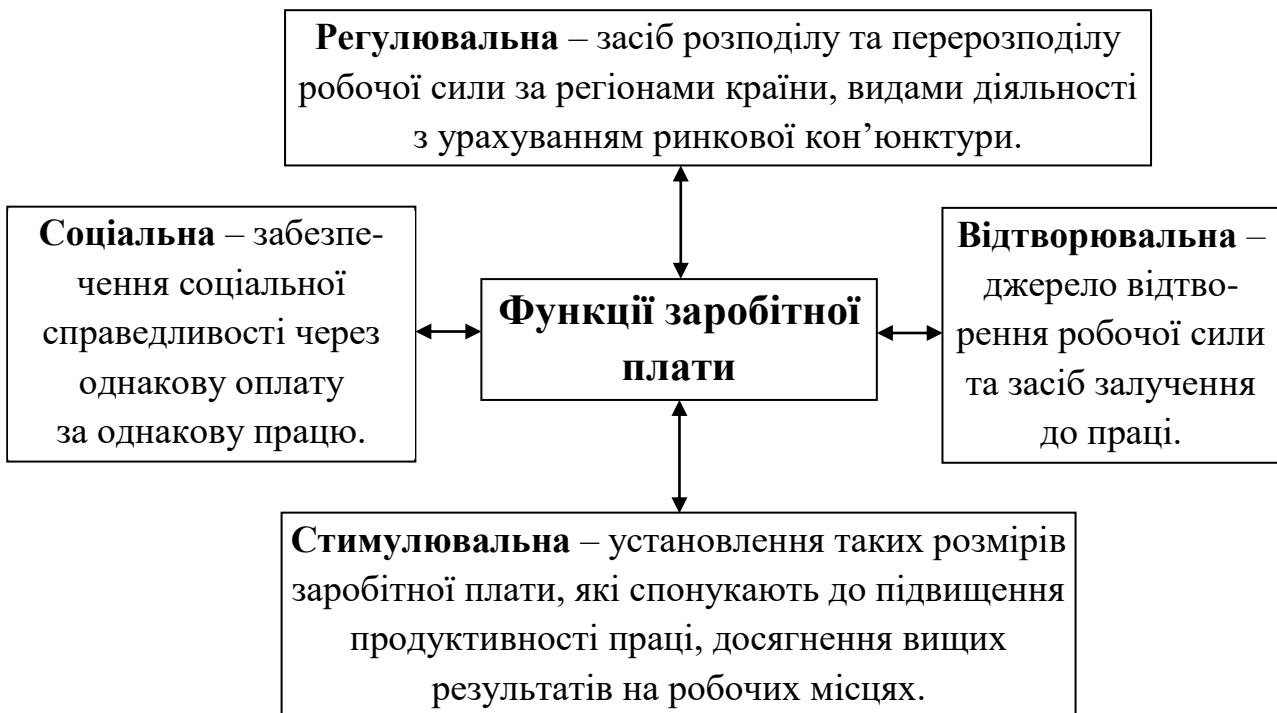 Регулювальна – засіб розподілу та перерозподілу
робочої сили за регіонами країни, видами діяльності
з урахуванням ринкової кон’юнктури.
Соціальна – забезпе-
чення соціальної
справедливості через
однакову оплату
за однакову працю.
Функції заробітної
плати
Відтворювальна –
джерело відтво-
рення робочої сили
та засіб залучення
до праці.
Стимулювальна – установлення таких розмірів
заробітної плати, які спонукають до підвищення
продуктивності праці, досягнення вищих
результатів на робочих місцях.